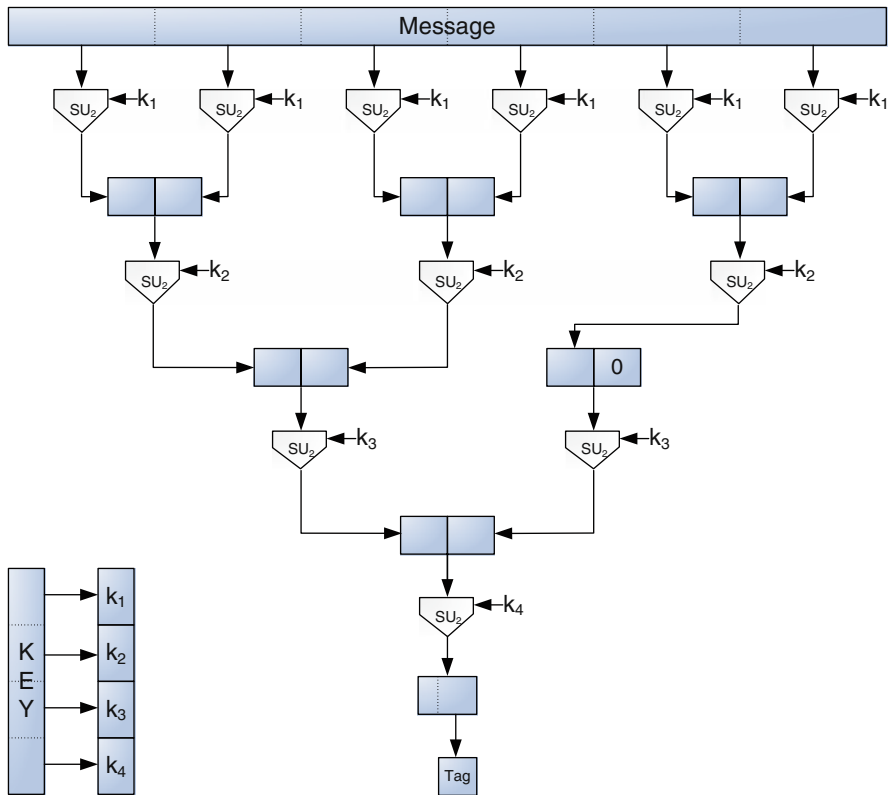 Message
SU₂ k₁ SU₂ k₁ SU₂ k₁ SU₂ k₁ SU₂ k₁ SU₂ k₁
SU₂ k₂ SU₂ k₂ SU₂ k₂
0
SU₂ k₃ SU₂ k₃
SU₂ k₄
KEY
k₁
k₂
k₃
k₄
Tag